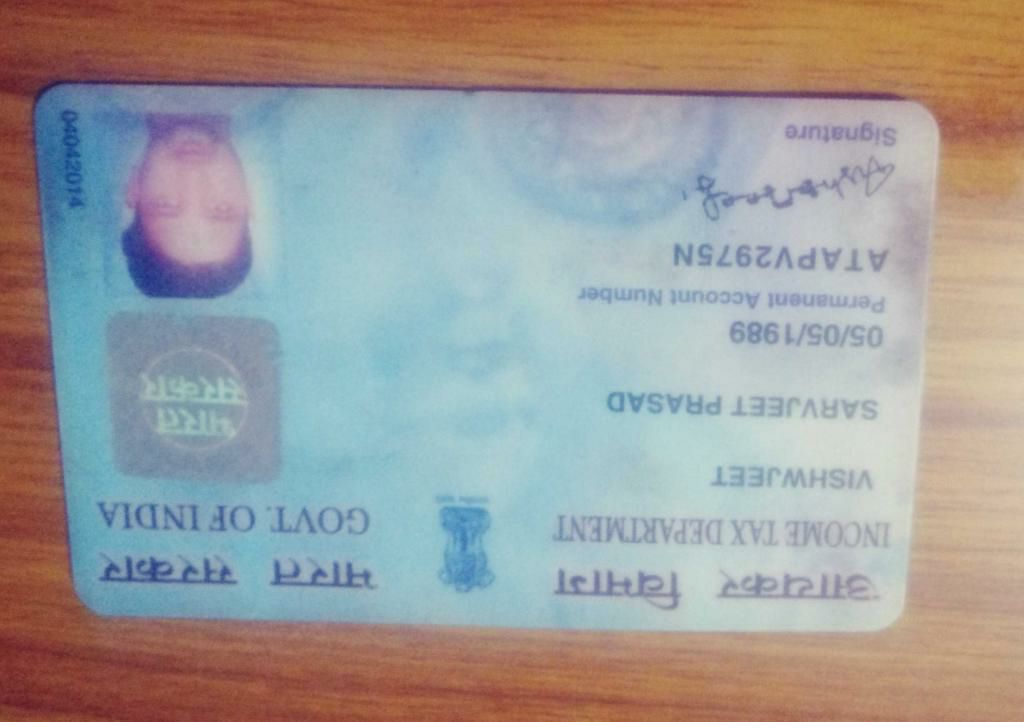 आयकर विभाग
INCOME TAX DEPARTMENT
भारत सरकार
GOVT. OF INDIA
VISHWJEET
SARVJEET PRASAD
05/05/1989
Permanent Account Number
ATAPV2975N
Signature
भारत
सरकार
04042014